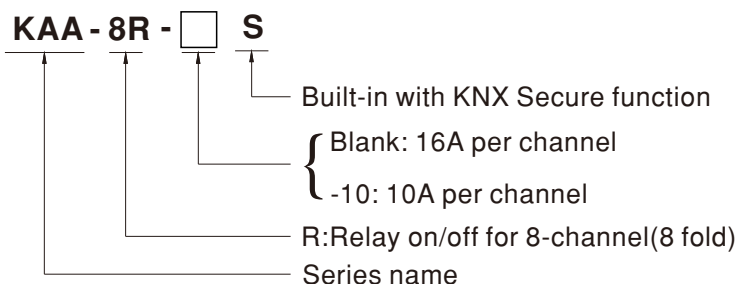 KAA - 8R - □ S
Built-in with KNX Secure function
Blank: 16A per channel
-10: 10A per channel
R:Relay on/off for 8-channel(8 fold)
Series name